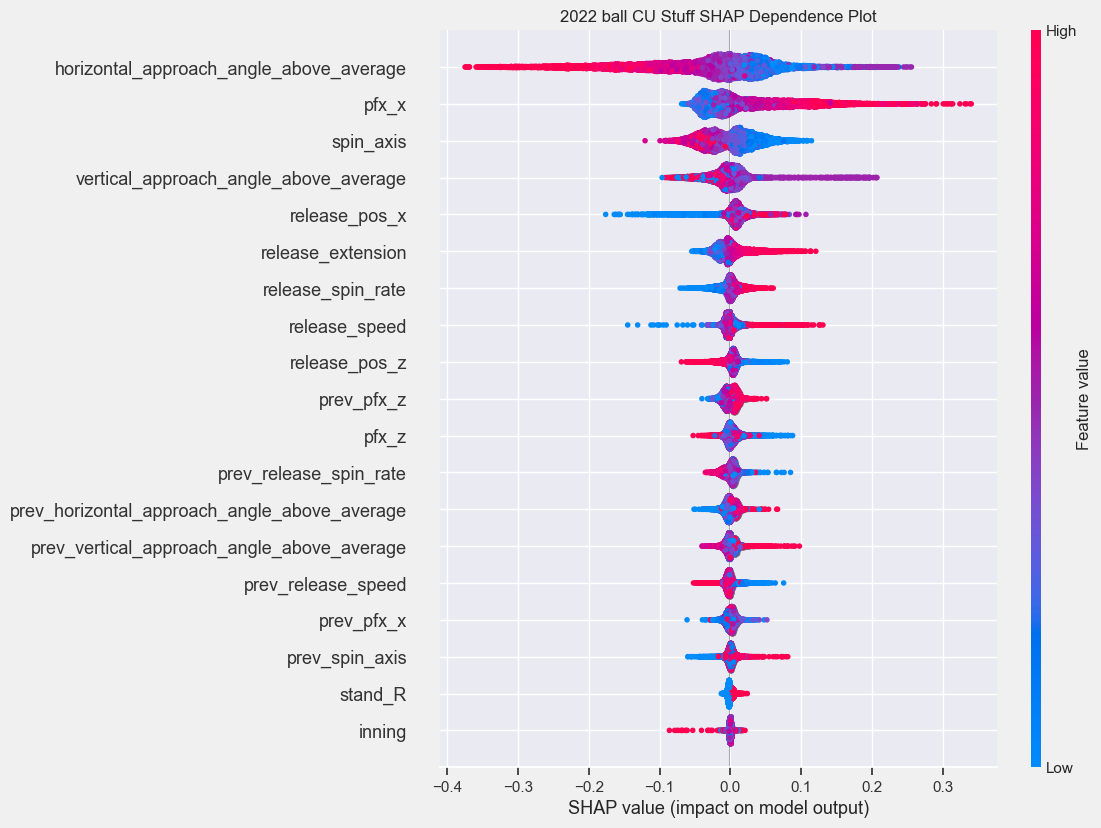 2022 ball CU Stuff SHAP Dependence Plot
High
horizontal_approach_angle_above_average
pfx_x
spin_axis
vertical_approach_angle_above_average
release_pos_x
release_extension
release_spin_rate
release_speed
release_pos_z
prev_pfx_z
pfx_z
prev_release_spin_rate
prev_horizontal_approach_angle_above_average
prev_vertical_approach_angle_above_average
prev_release_speed
prev_pfx_x
prev_spin_axis
stand_R
inning
Feature value
Low
−0.4 −0.3 −0.2 −0.1 0.0 0.1 0.2 0.3
SHAP value (impact on model output)